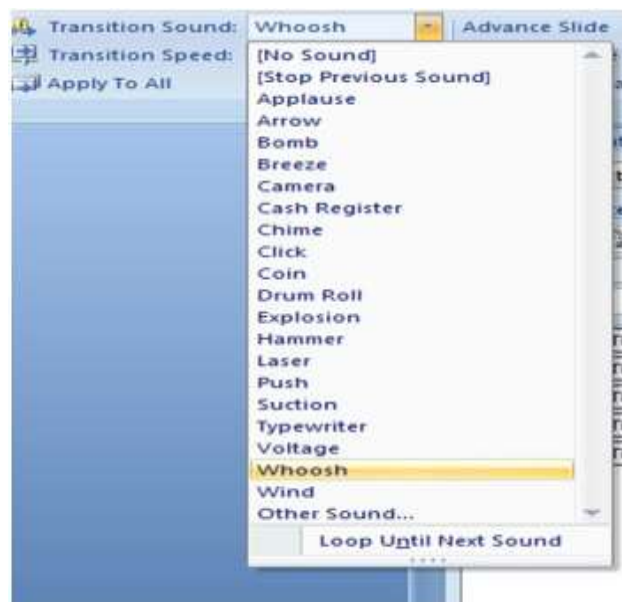 Transition Sound: Whoosh Advance Slide
Transition Speed:
Apply To All
[No Sound]
[Stop Previous Sound]
Applause
Arrow
Bomb
Breeze
Camera
Cash Register
Chime
Click
Coin
Drum Roll
Explosion
Hammer
Laser
Push
Suction
Typewriter
Voltage
Whoosh
Wind
Other Sound...
Loop Until Next Sound